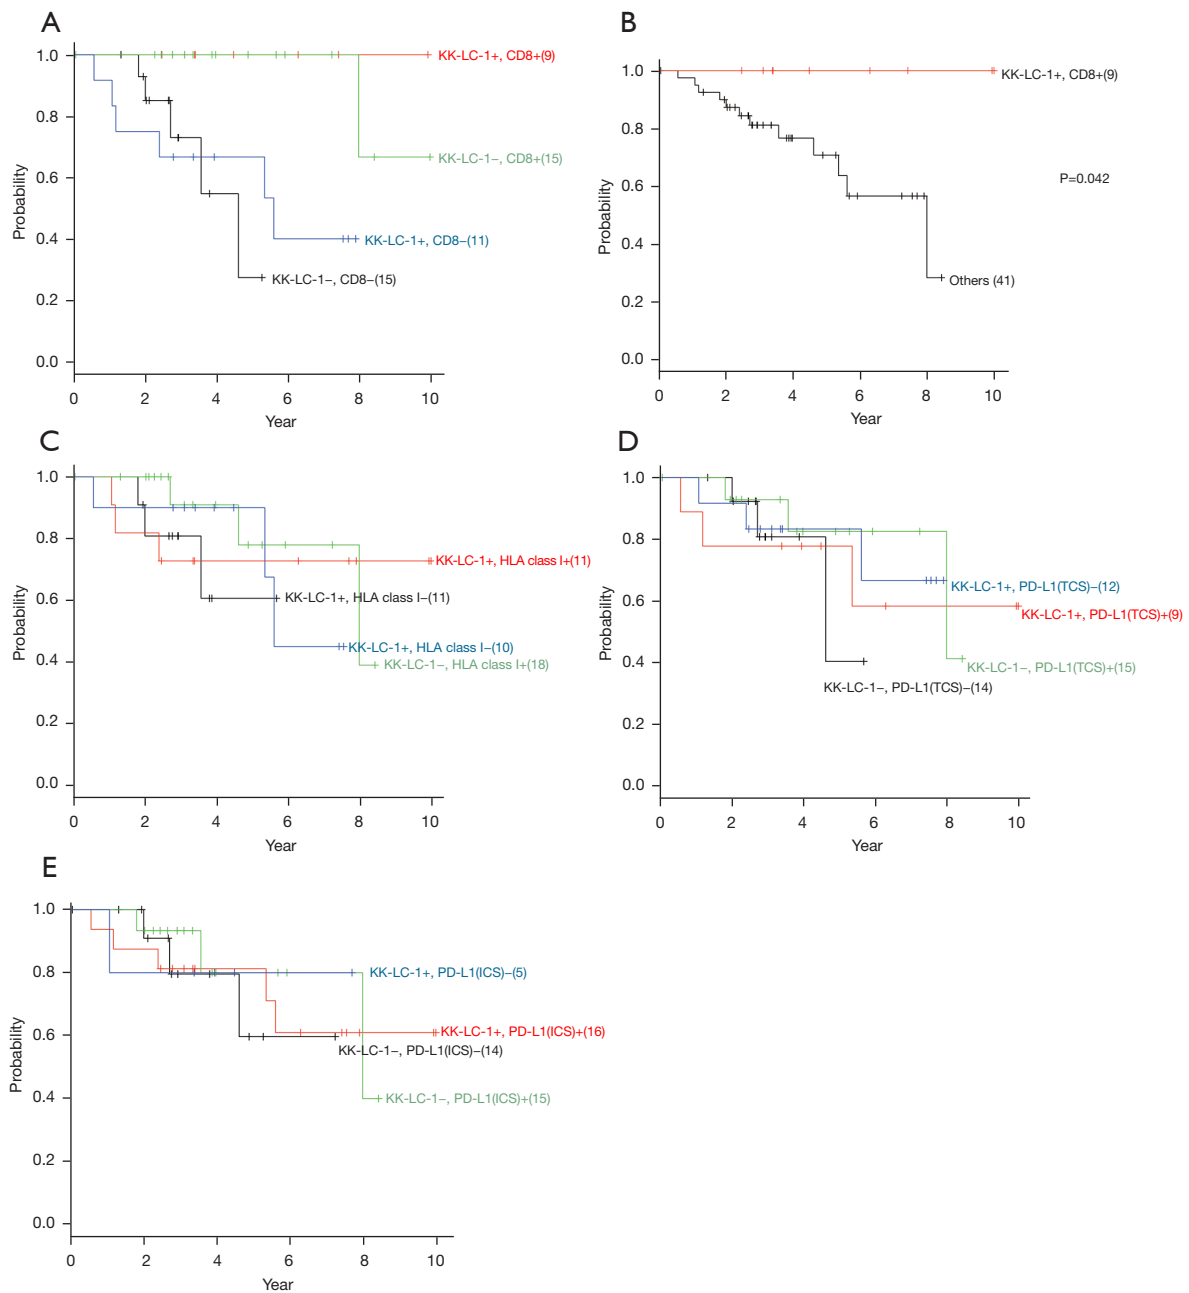 A
1.0
0.8
0.6
0.4
0.2
0.0
Probability
0 2 4 6 8 10
Year
KK-LC-1+, CD8+(9)
KK-LC-1−, CD8+(15)
KK-LC-1+, CD8−(11)
KK-LC-1−, CD8−(15)
B
1.0
0.8
0.6
0.4
0.2
0.0
Probability
0 2 4 6 8 10
Year
KK-LC-1+, CD8+(9)
P=0.042
Others (41)
C
1.0
0.8
0.6
0.4
0.2
0.0
Probability
0 2 4 6 8 10
Year
KK-LC-1+, HLA class I+(11)
KK-LC-1+, HLA class I−(11)
KK-LC-1+, HLA class I−(10)
KK-LC-1−, HLA class I+(18)
D
1.0
0.8
0.6
0.4
0.2
0.0
Probability
0 2 4 6 8 10
Year
KK-LC-1+, PD-L1(TCS)−(12)
KK-LC-1+, PD-L1(TCS)+(9)
KK-LC-1−, PD-L1(TCS)+(15)
KK-LC-1−, PD-L1(TCS)−(14)
E
1.0
0.8
0.6
0.4
0.2
0.0
Probability
0 2 4 6 8 10
Year
KK-LC-1+, PD-L1(ICS)−(5)
KK-LC-1+, PD-L1(ICS)+(16)
KK-LC-1−, PD-L1(ICS)−(14)
KK-LC-1−, PD-L1(ICS)+(15)